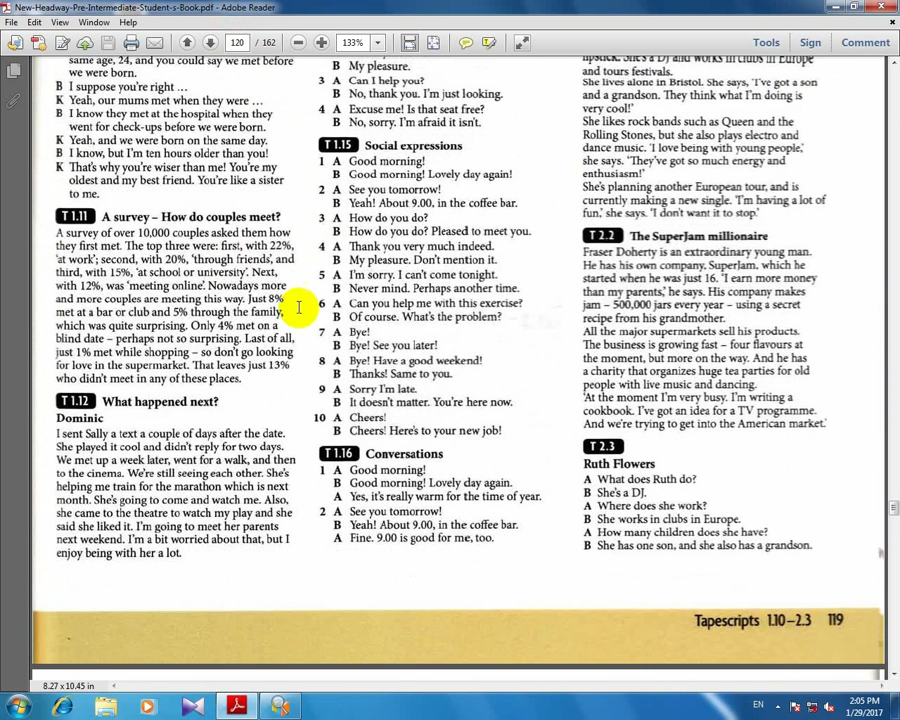 New-Headway-Pre-Intermediate-Student-s-Book.pdf - Adobe Reader
File Edit View Window Help
120 / 162 133% Tools Sign Comment
same age, 24, and you could say we met before
we were born.
B I suppose you're right …
K Yeah, our mums met when they were …
B I know they met at the hospital when they
went for check-ups before we were born.
K Yeah, and we were born on the same day.
B I know, but I'm ten hours older than you!
K That's why you're wiser than me! You're my
oldest and my best friend. You're like a sister
to me.
T 1.11 A survey – How do couples meet?
A survey of over 10,000 couples asked them how
they first met. The top three were: first, with 22%,
'at work'; second, with 20%, 'through friends', and
third, with 15%, 'at school or university'. Next,
with 12%, was 'meeting online'. Nowadays more
and more couples are meeting this way. Just 8%
met at a bar or club and 5% through the family,
which was quite surprising. Only 4% met on a
blind date – perhaps not so surprising. Last of all,
just 1% met while shopping – so don't go looking
for love in the supermarket. That leaves just 13%
who didn't meet in any of these places.
T 1.12 What happened next?
Dominic
I sent Sally a text a couple of days after the date.
She played it cool and didn't reply for two days.
We met up a week later, went for a walk, and then
to the cinema. We're still seeing each other. She's
helping me train for the marathon which is next
month. She's going to come and watch me. Also,
she came to the theatre to watch my play and she
said she liked it. I'm going to meet her parents
next weekend. I'm a bit worried about that, but I
enjoy being with her a lot.
B My pleasure.
3 A Can I help you?
B No, thank you. I'm just looking.
4 A Excuse me! Is that seat free?
B No, sorry. I'm afraid it isn't.
T 1.15 Social expressions
1 A Good morning!
B Good morning! Lovely day again!
2 A See you tomorrow!
B Yeah! About 9.00, in the coffee bar.
3 A How do you do?
B How do you do? Pleased to meet you.
4 A Thank you very much indeed.
B My pleasure. Don't mention it.
5 A I'm sorry. I can't come tonight.
B Never mind. Perhaps another time.
6 A Can you help me with this exercise?
B Of course. What's the problem?
7 A Bye!
B Bye! See you later!
8 A Bye! Have a good weekend!
B Thanks! Same to you.
9 A Sorry I'm late.
B It doesn't matter. You're here now.
10 A Cheers!
B Cheers! Here's to your new job!
T 1.16 Conversations
1 A Good morning!
B Good morning! Lovely day again.
A Yes, it's really warm for the time of year.
2 A See you tomorrow!
B Yeah! About 9.00, in the coffee bar.
A Fine. 9.00 is good for me, too.
lipstick. She's a DJ and works in clubs in Europe
and tours festivals.
She lives alone in Bristol. She says, 'I've got a son
and a grandson. They think what I'm doing is
very cool!'
She likes rock bands such as Queen and the
Rolling Stones, but she also plays electro and
dance music. 'I love being with young people,'
she says. 'They've got so much energy and
enthusiasm!'
She's planning another European tour, and is
currently making a new single. 'I'm having a lot of
fun,' she says. 'I don't want it to stop.'
T 2.2 The SuperJam millionaire
Fraser Doherty is an extraordinary young man.
He has his own company, SuperJam, which he
started when he was just 16. 'I earn more money
than my parents,' he says. His company makes
jam – 500,000 jars every year – using a secret
recipe from his grandmother.
All the major supermarkets sell his products.
The business is growing fast – four flavours at
the moment, but more on the way. And he has
a charity that organizes huge tea parties for old
people with live music and dancing.
'At the moment I'm very busy. I'm writing a
cookbook. I've got an idea for a TV programme.
And we're trying to get into the American market.'
T 2.3
Ruth Flowers
A What does Ruth do?
B She's a DJ.
A Where does she work?
B She works in clubs in Europe.
A How many children does she have?
B She has one son, and she also has a grandson.
Tapescripts 1.10–2.3 119
8.27 x 10.45 in
EN 2:05 PM
1/29/2017